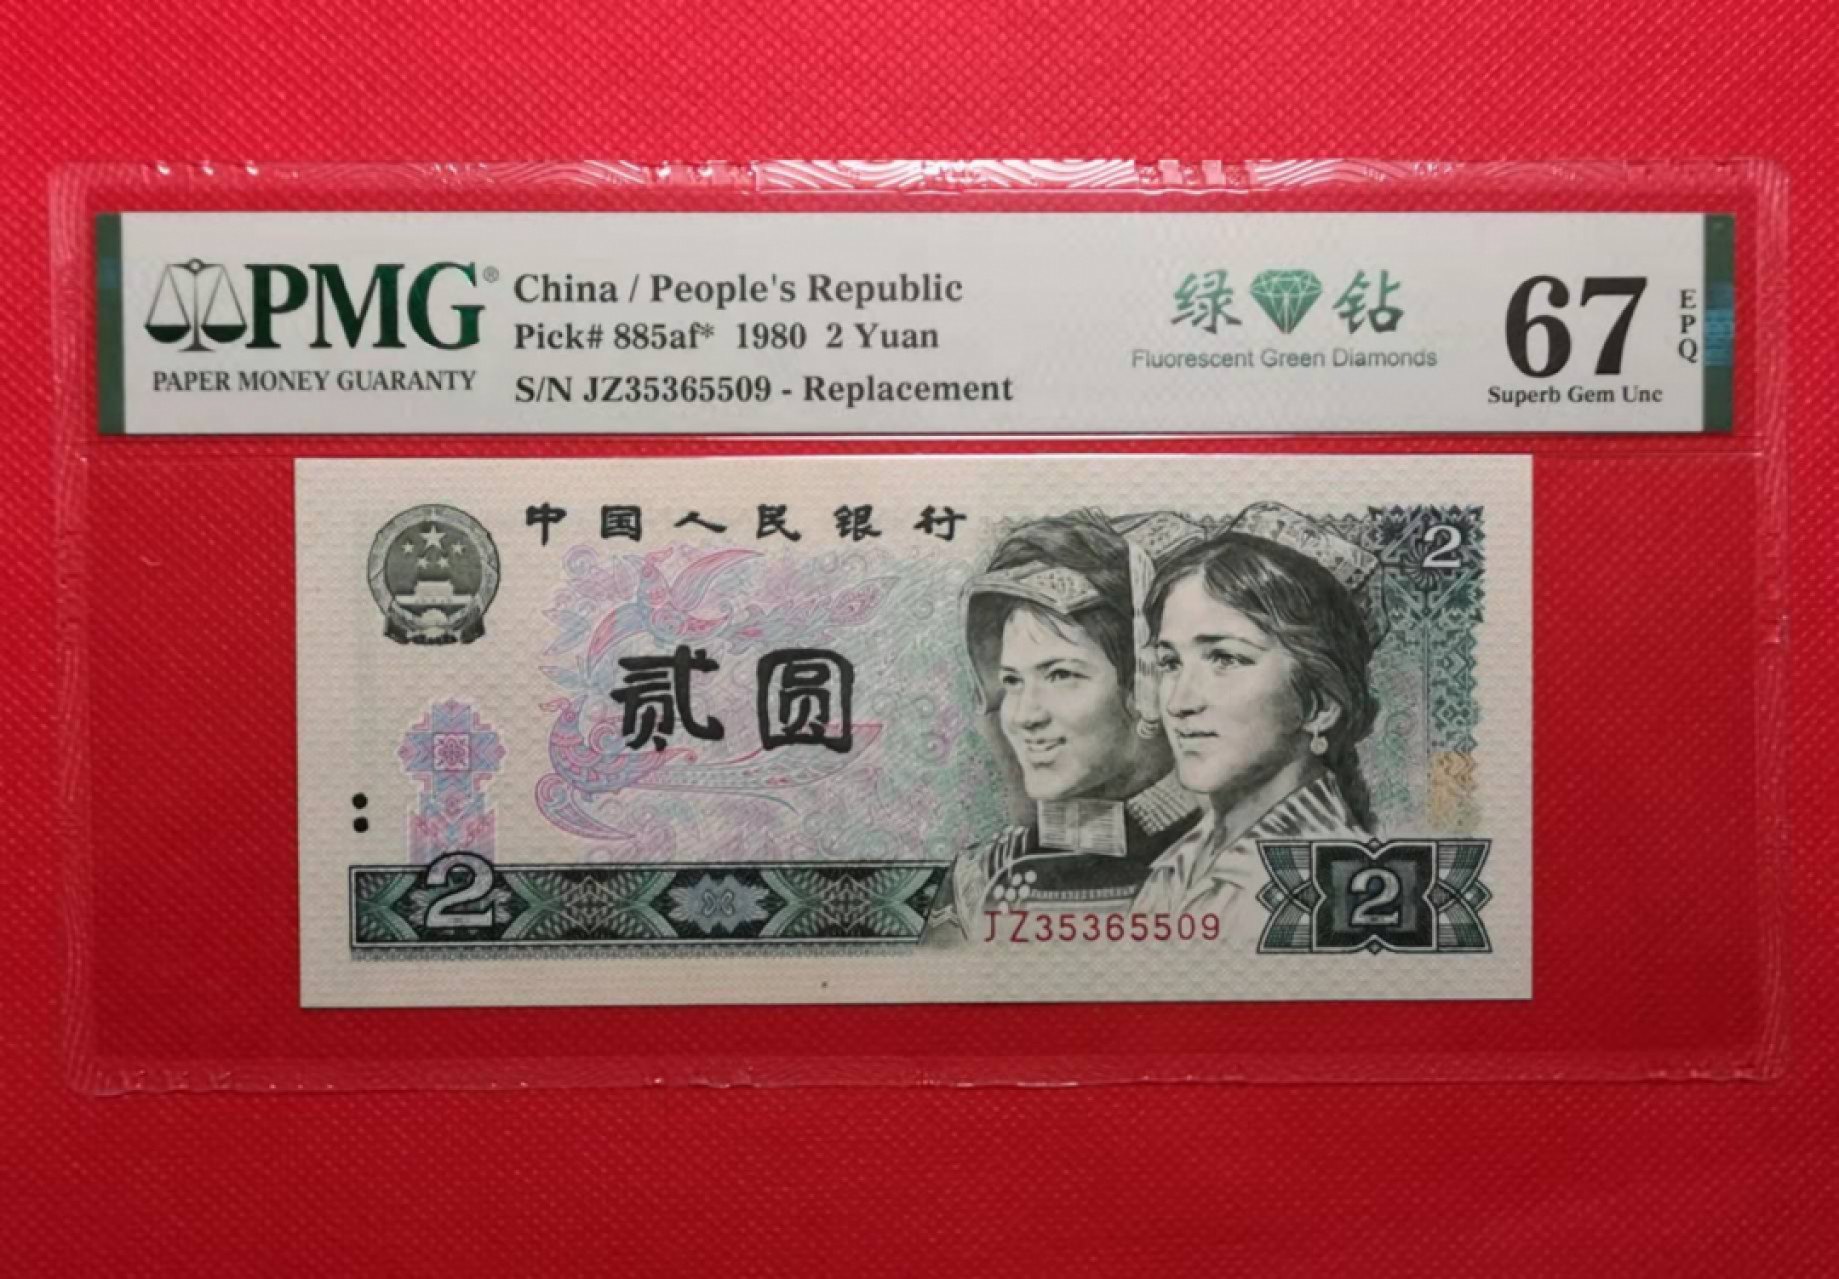 PMG®
PAPER MONEY GUARANTY
China / People's Republic
Pick# 885af* 1980 2 Yuan
S/N JZ35365509 - Replacement
绿 钻
Fluorescent Green Diamonds
67
EPQ
Superb Gem Unc
中国人民银行
2
贰圆
2
JZ35365509
2